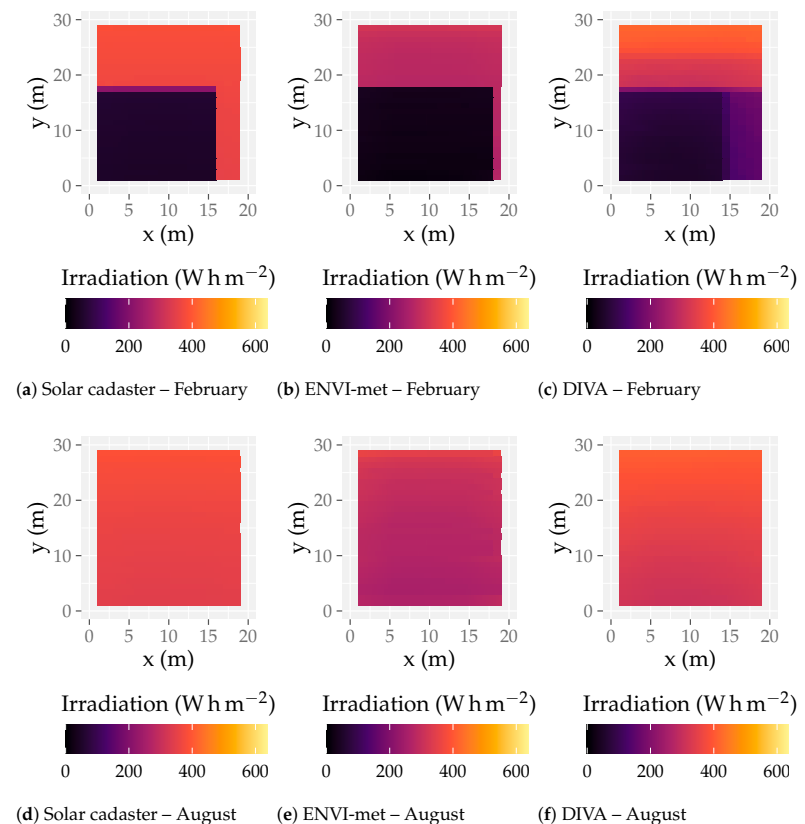 30
20
10
0
y (m)
0 5 10 15 20
x (m)
Irradiation (W h m−2)
0 200 400 600
(a) Solar cadaster – February
30
20
10
0
y (m)
0 5 10 15 20
x (m)
Irradiation (W h m−2)
0 200 400 600
(b) ENVI-met – February
30
20
10
0
y (m)
0 5 10 15 20
x (m)
Irradiation (W h m−2)
0 200 400 600
(c) DIVA – February
30
20
10
0
y (m)
0 5 10 15 20
x (m)
Irradiation (W h m−2)
0 200 400 600
(d) Solar cadaster – August
30
20
10
0
y (m)
0 5 10 15 20
x (m)
Irradiation (W h m−2)
0 200 400 600
(e) ENVI-met – August
30
20
10
0
y (m)
0 5 10 15 20
x (m)
Irradiation (W h m−2)
0 200 400 600
(f) DIVA – August